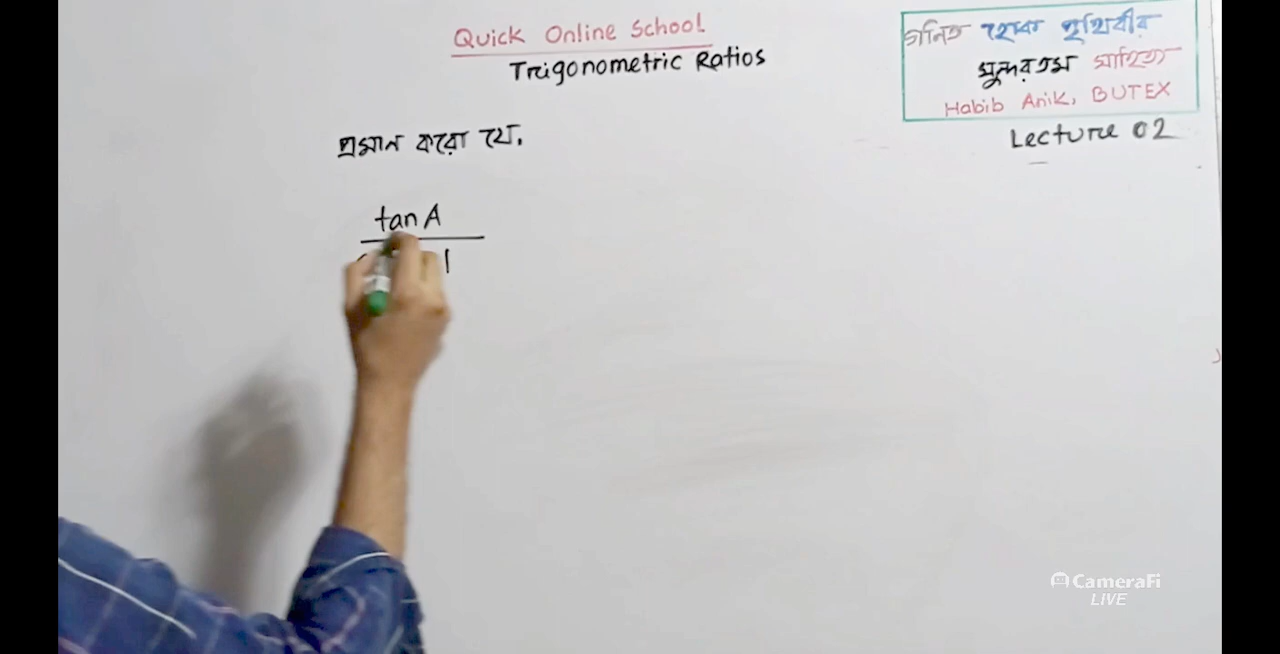 Quick Online School
Trigonometric Ratios
গনিত হোক পৃথিবীর
সুন্দরতম সাহিত্য
Habib Anik, BUTEX
Lecture 02
প্রমান করো যে,
tan A
CameraFi
LIVE